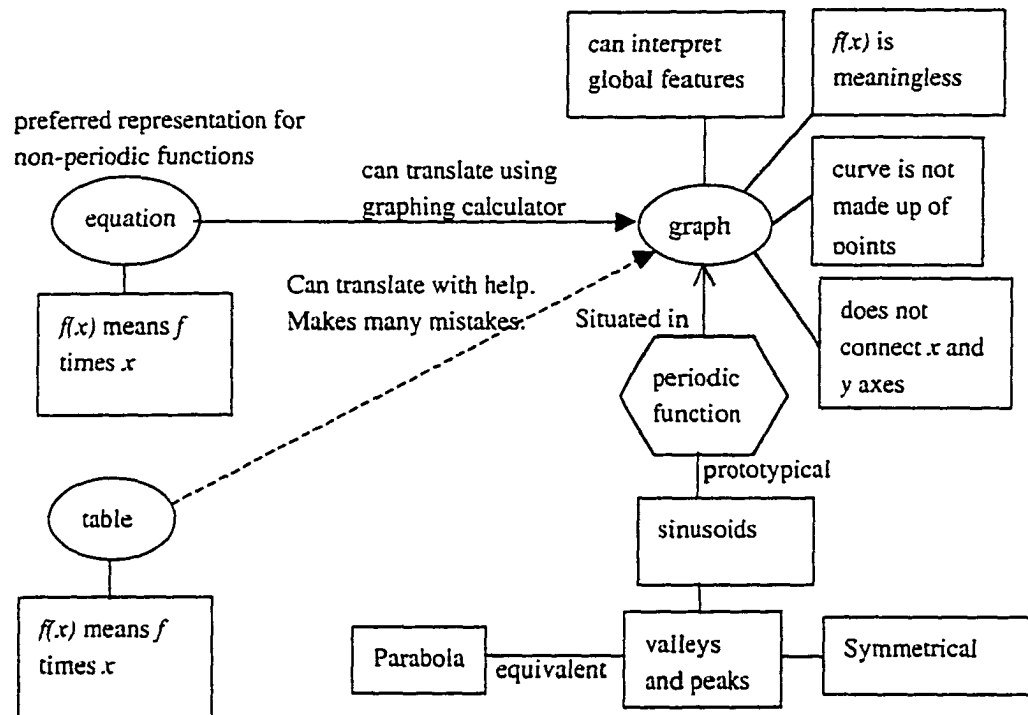 can interpret
global features
f(x) is
meaningless
preferred representation for
non-periodic functions
can translate using
graphing calculator
equation
graph
curve is not
made up of
points
Can translate with help.
Makes many mistakes.
Situated in
f(x) means f
times x
does not
connect x and
y axes
periodic
function
prototypical
table
sinusoids
f(x) means f
times x
Parabola
equivalent
valleys
and peaks
Symmetrical